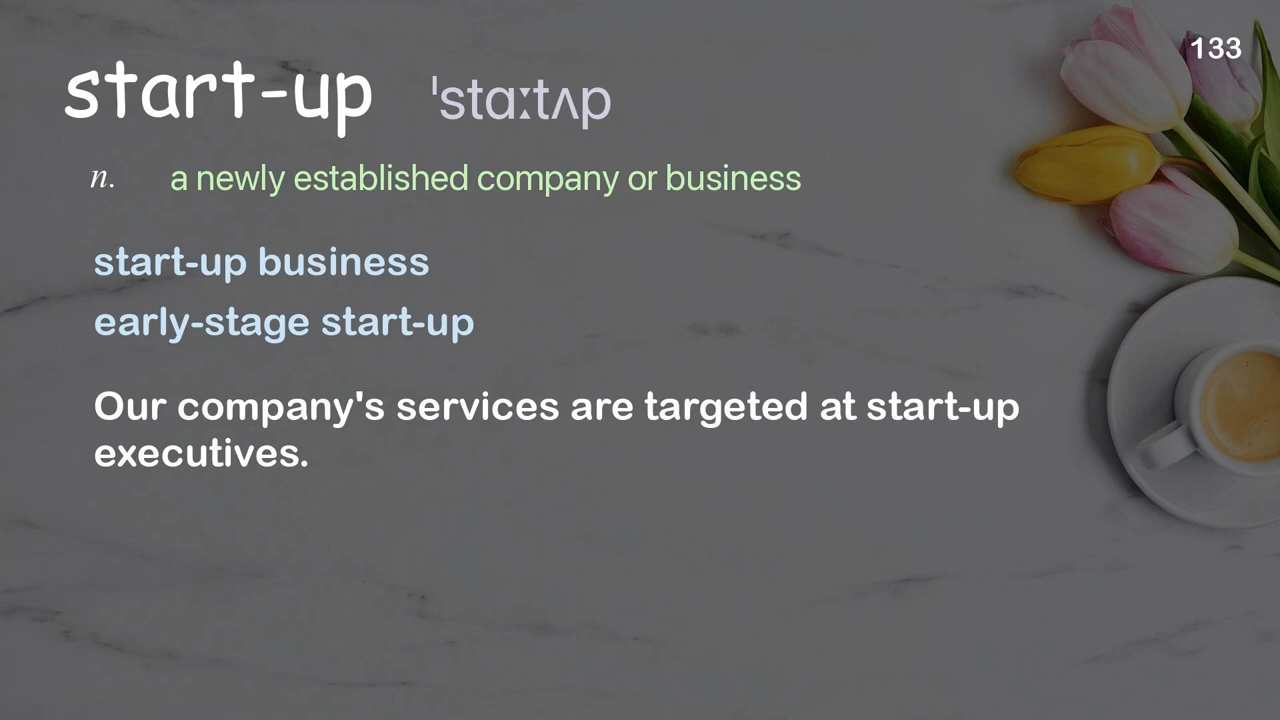 133
start-up ˈstɑːtʌp
n. a newly established company or business
start-up business
early-stage start-up
Our company's services are targeted at start-up
executives.